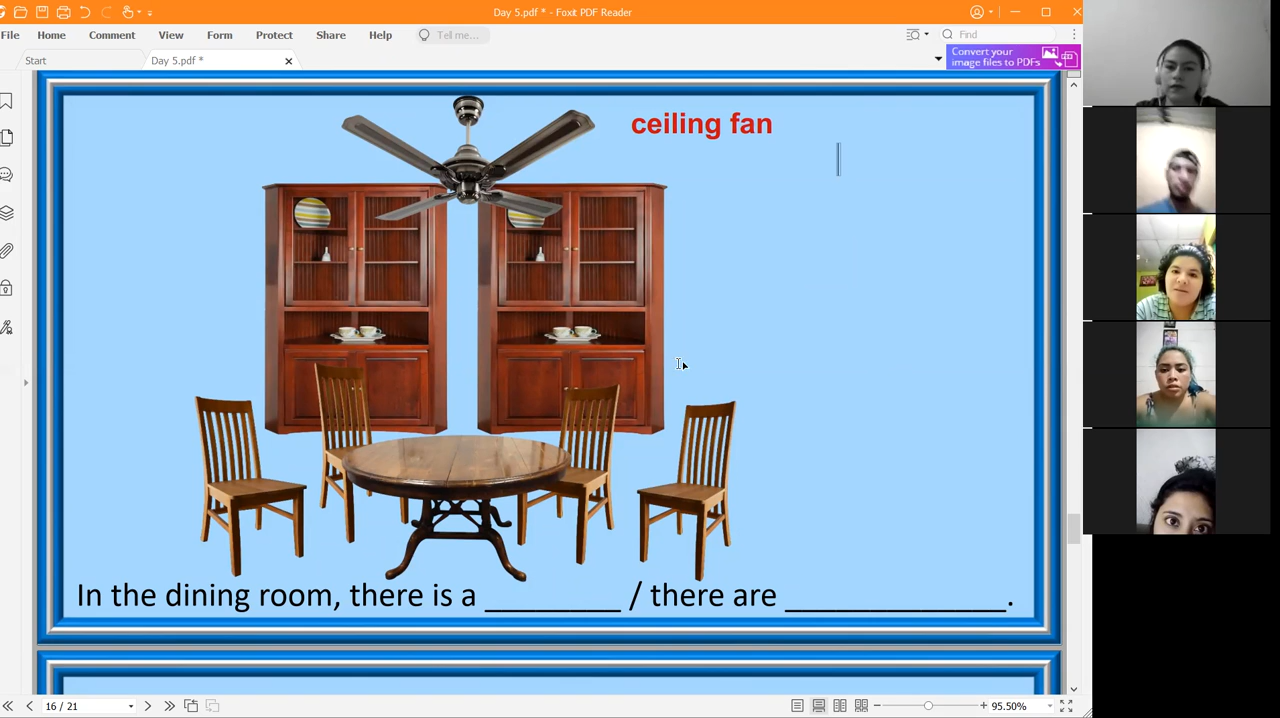 Day 5.pdf * - Foxit PDF Reader
File Home Comment View Form Protect Share Help Tell me... Find
Start Day 5.pdf *
Convert your
image files to PDFs
ceiling fan
In the dining room, there is a ________ / there are _____________.
16 / 21
95.50%